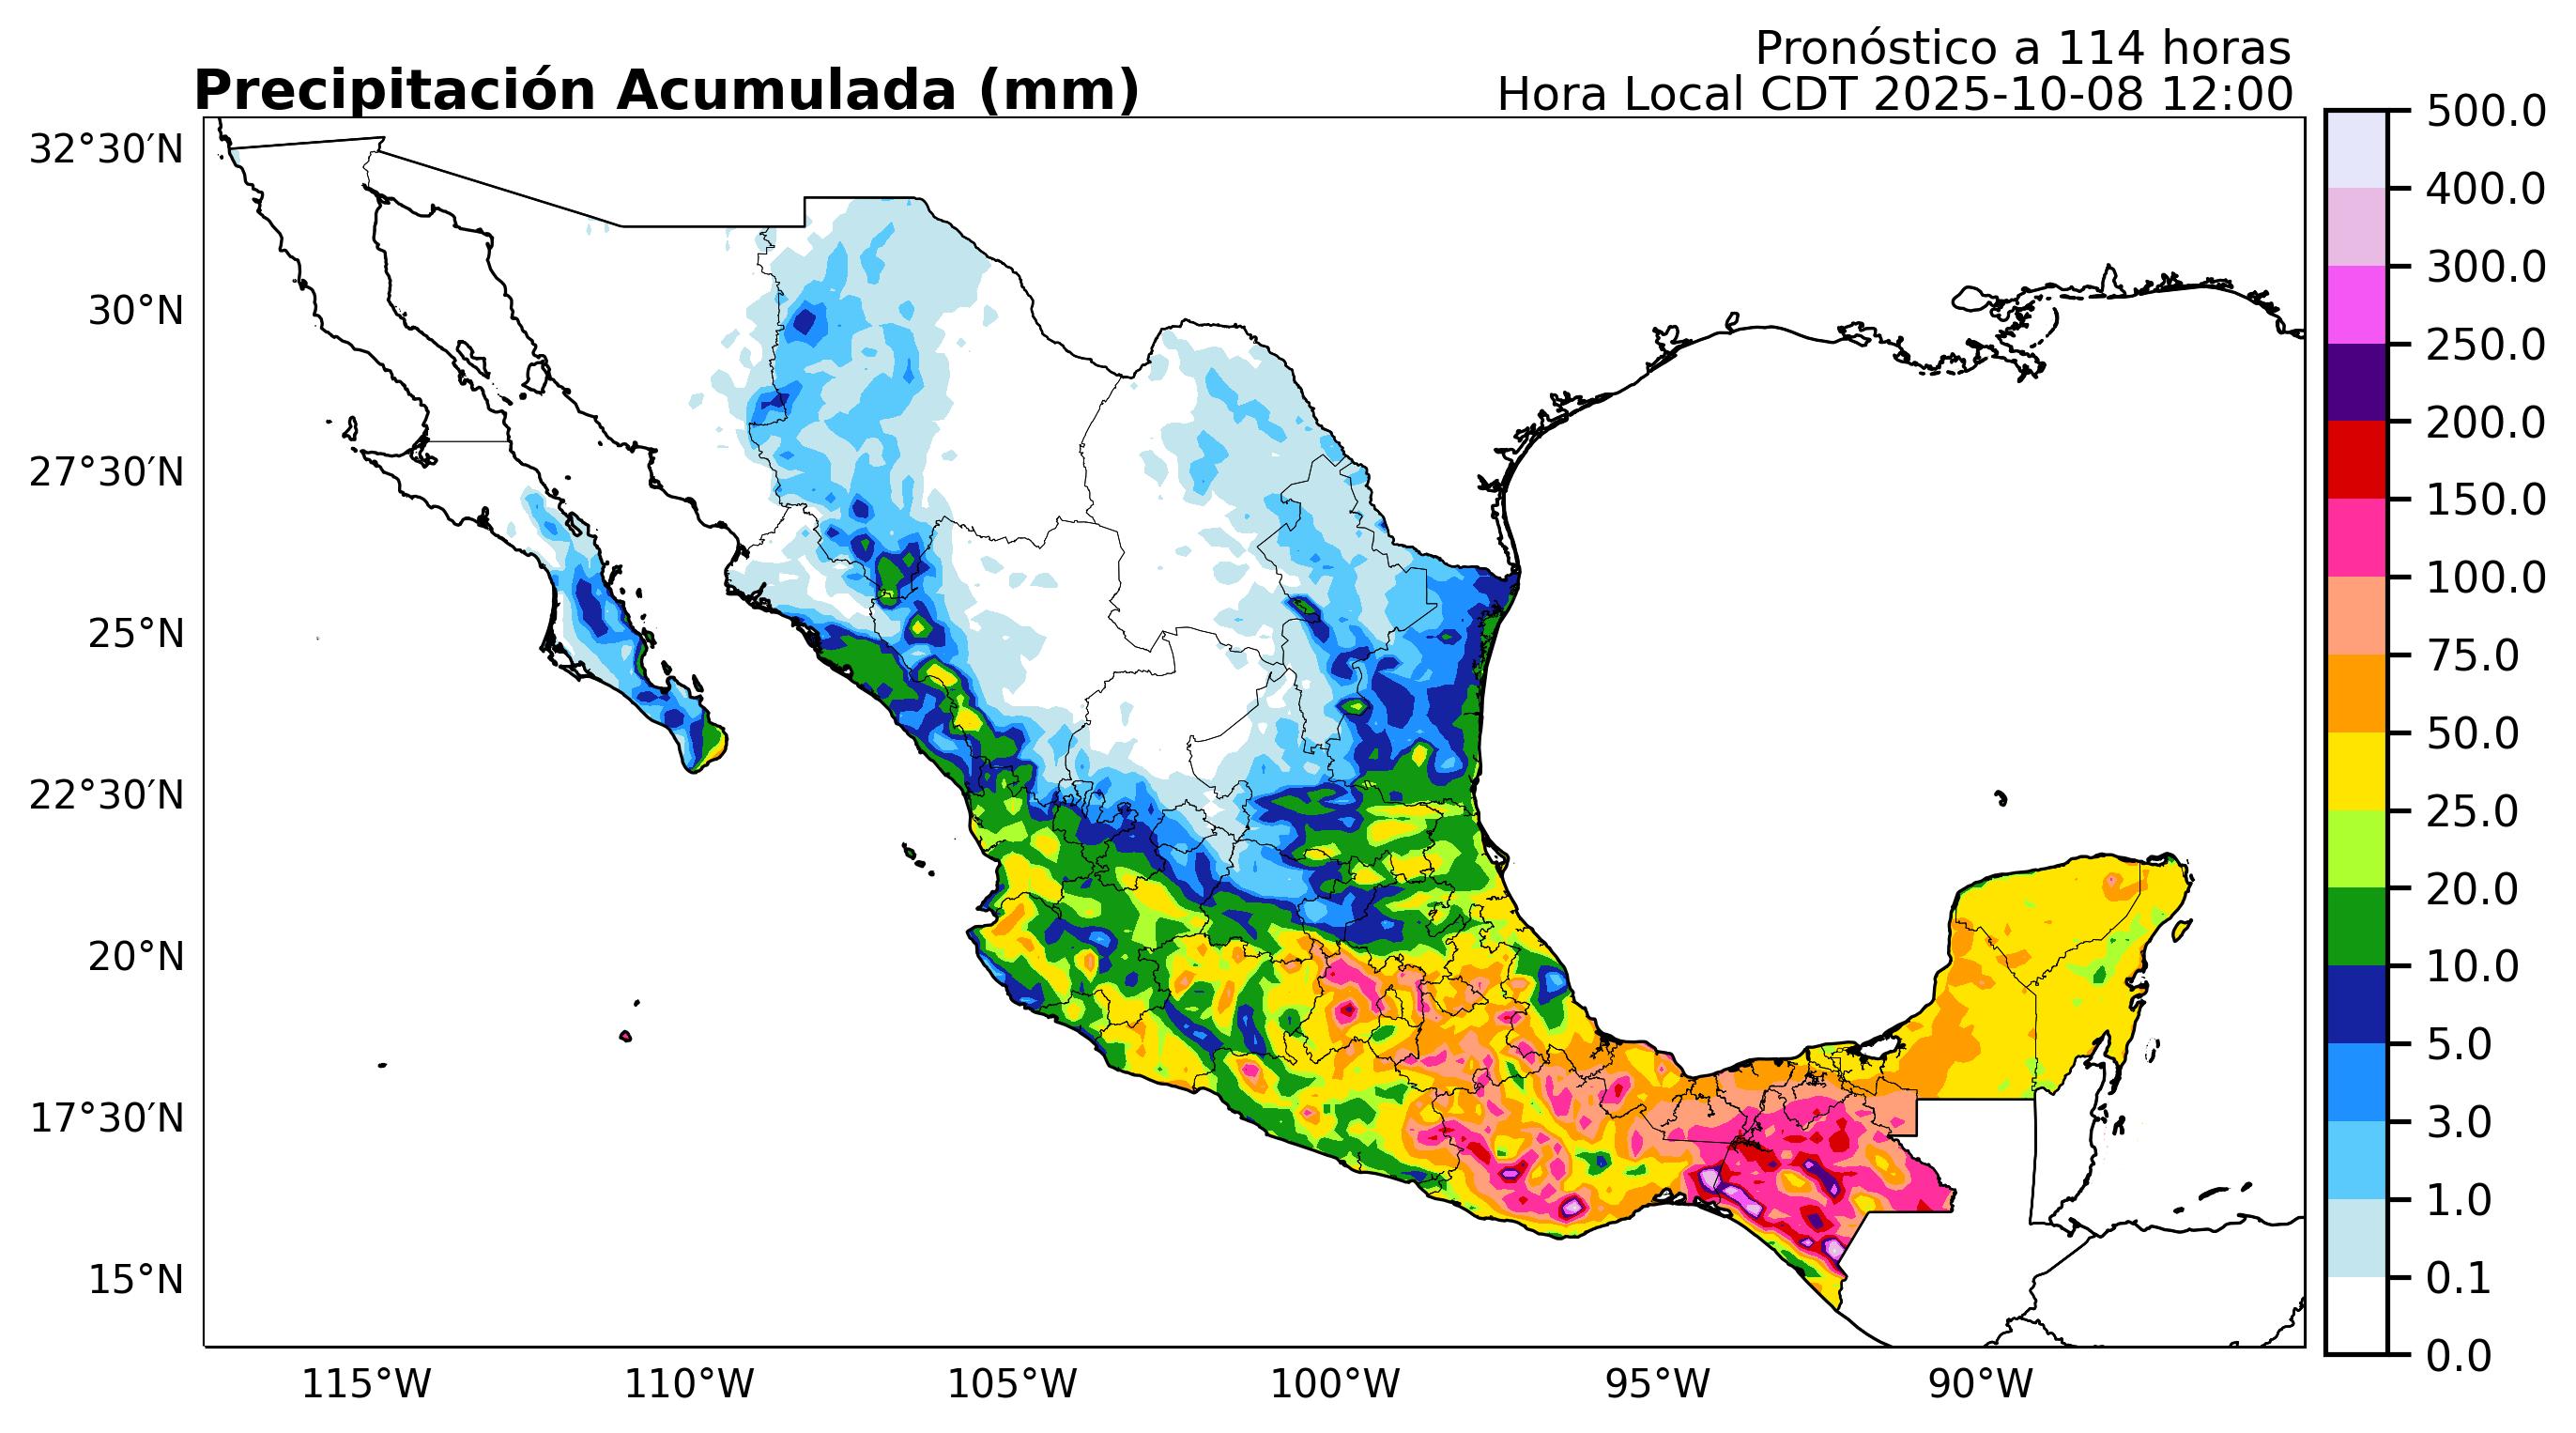 Pronóstico a 114 horas
Precipitación Acumulada (mm)
Hora Local CDT 2025-10-08 12:00
32°30′N
30°N
27°30′N
25°N
22°30′N
20°N
17°30′N
15°N
115°W
110°W
105°W
100°W
95°W
90°W
500.0
400.0
300.0
250.0
200.0
150.0
100.0
75.0
50.0
25.0
20.0
10.0
5.0
3.0
1.0
0.1
0.0